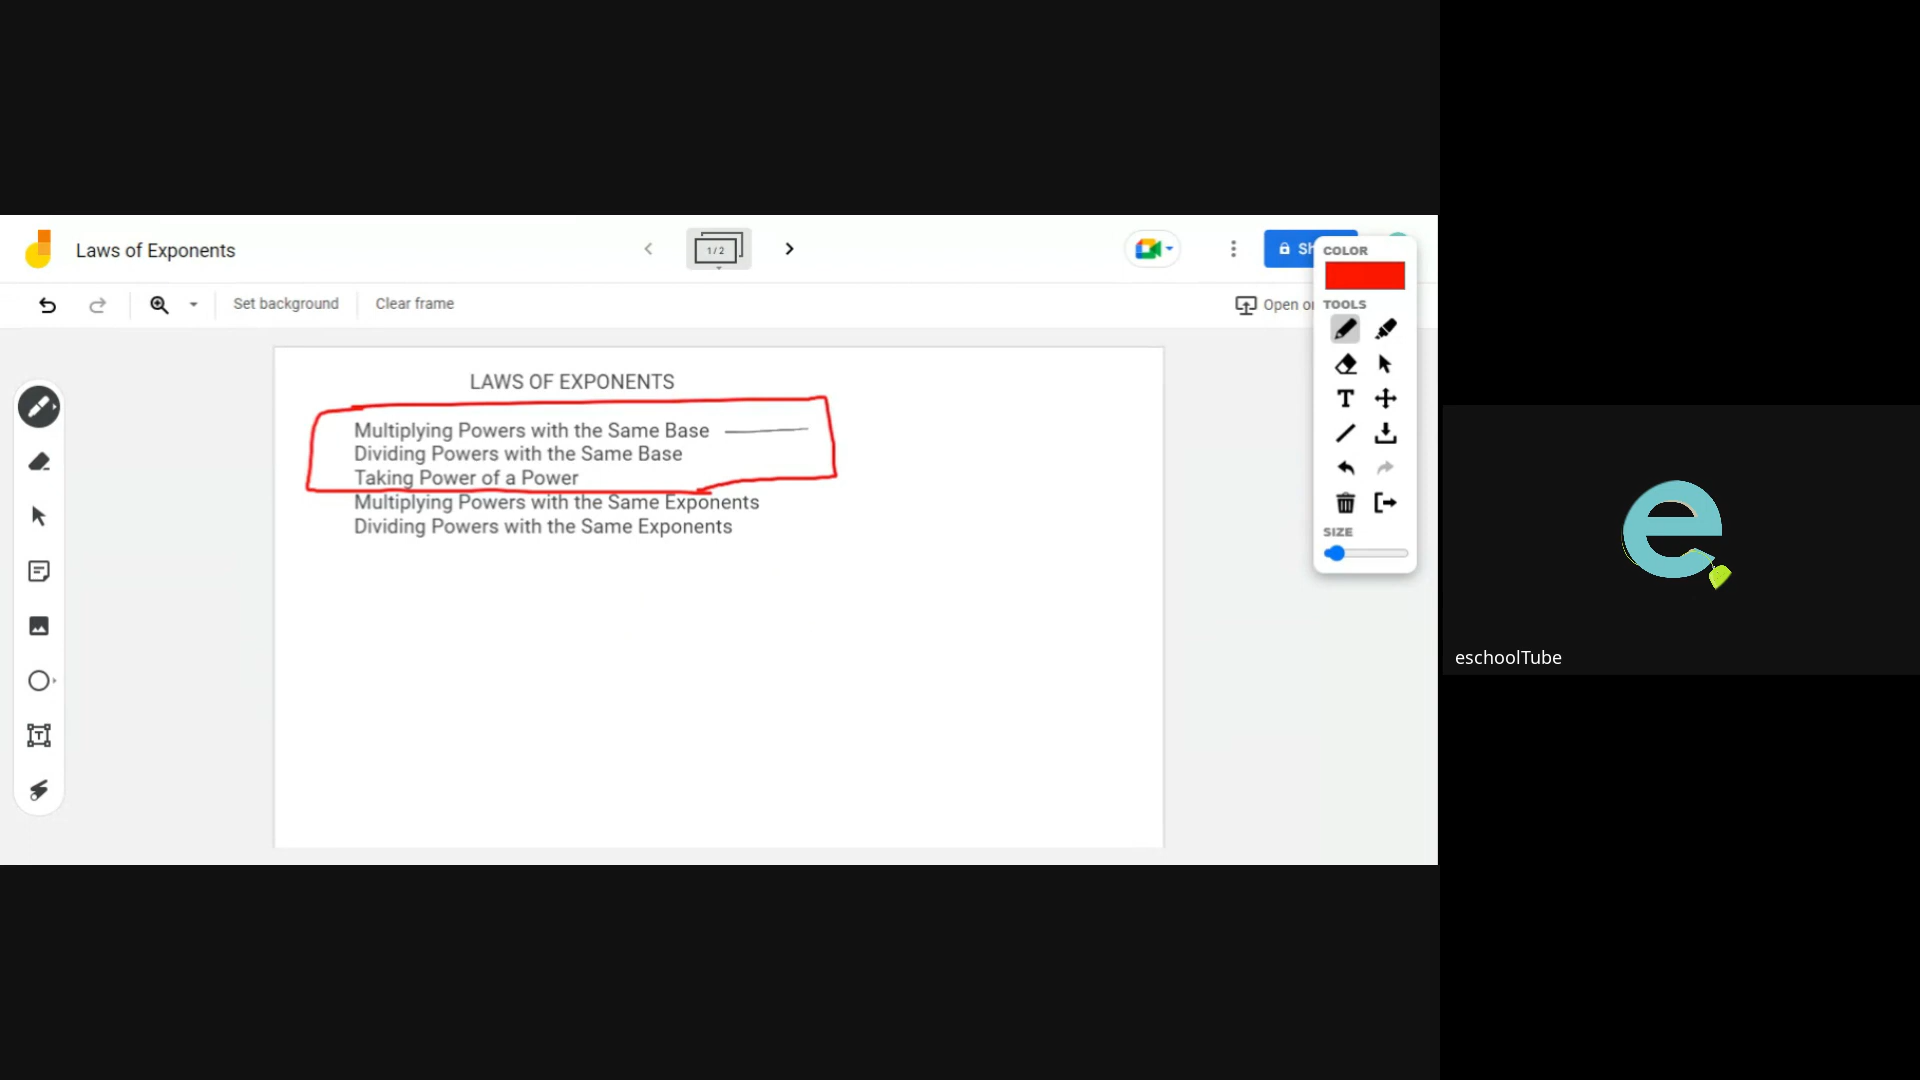 Laws of Exponents
1 / 2
Sh
Set background
Clear frame
Open o
COLOR
TOOLS
T
SIZE
LAWS OF EXPONENTS
Multiplying Powers with the Same Base
Dividing Powers with the Same Base
Taking Power of a Power
Multiplying Powers with the Same Exponents
Dividing Powers with the Same Exponents
e
eschoolTube